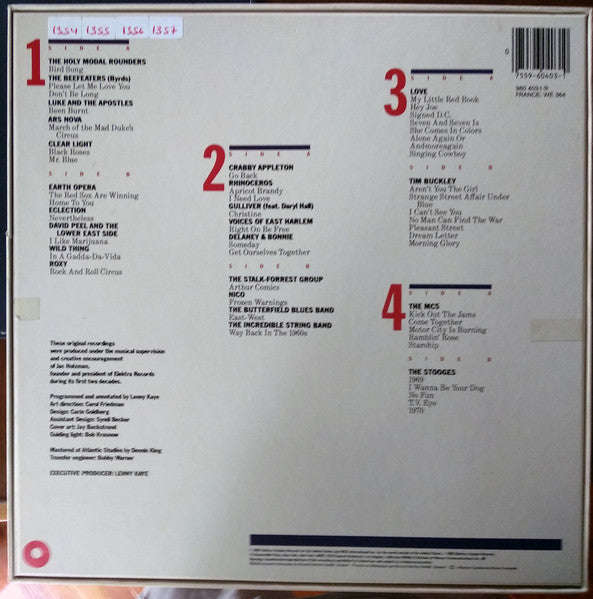 1354 1355 1356 1357
1
SIDE A
THE HOLY MODAL ROUNDERS
Bird Song
THE BEEFEATERS (Byrds)
Please Let Me Love You
Don't Be Long
LUKE AND THE APOSTLES
Been Burnt
ARS NOVA
March of the Mad Duke's
Circus
CLEAR LIGHT
Black Roses
Mr. Blue
SIDE B
EARTH OPERA
The Red Sox Are Winning
Home To You
ECLECTION
Nevertheless
DAVID PEEL AND THE
LOWER EAST SIDE
I Like Marijuana
WILD THING
In A Gadda-Da-Vida
ROXY
Rock And Roll Circus
2
SIDE A
CRABBY APPLETON
Go Back
RHINOCEROS
Apricot Brandy
I Need Love
GULLIVER (feat. Daryl Hall)
Christine
VOICES OF EAST HARLEM
Right On Be Free
DELANEY & BONNIE
Someday
Get Ourselves Together
SIDE B
THE STALK-FORREST GROUP
Arthur Comics
NICO
Frozen Warnings
THE BUTTERFIELD BLUES BAND
East-West
THE INCREDIBLE STRING BAND
Way Back In The 1960s
3
SIDE A
LOVE
My Little Red Book
Hey Joe
Signed D.C.
Seven And Seven Is
She Comes In Colors
Alone Again Or
Andmoreagain
Singing Cowboy
SIDE B
TIM BUCKLEY
Aren't You The Girl
Strange Street Affair Under
Blue
I Can't See You
No Man Can Find The War
Pleasant Street
Dream Letter
Morning Glory
4
SIDE A
THE MC5
Kick Out The Jams
Come Together
Motor City Is Burning
Ramblin' Rose
Starship
SIDE B
THE STOOGES
1969
I Wanna Be Your Dog
No Fun
T.V. Eye
1970
0
7559-60403-1
960 403-1
FRANCE: WE 364
These original recordings
were produced under the musical supervision
and creative encouragement
of Jac Holzman,
founder and president of Elektra Records
during its first two decades.
Programmed and annotated by Lenny Kaye
Art direction: Carol Friedman
Design: Carin Goldberg
Assistant Design: Syndi Becker
Cover art: Jay Backstrand
Guiding light: Bob Krasnow
Mastered at Atlantic Studios by Dennis King
Transfer engineer: Bobby Warner
EXECUTIVE PRODUCER: LENNY KAYE